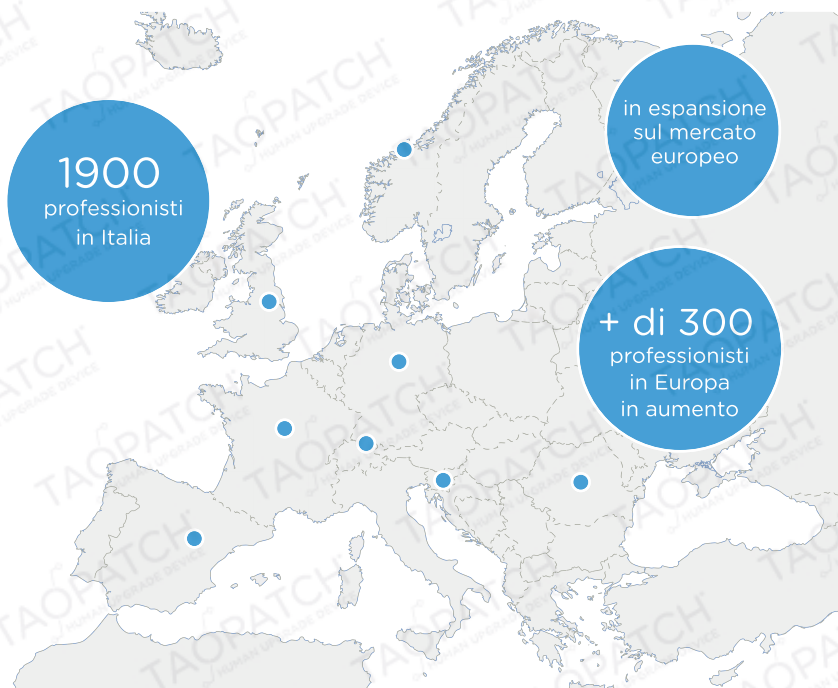 1900
professionisti
in Italia
in espansione
sul mercato
europeo
+ di 300
professionisti
in Europa
in aumento
TAOPATCH
HUMAN UPGRADE DEVICE